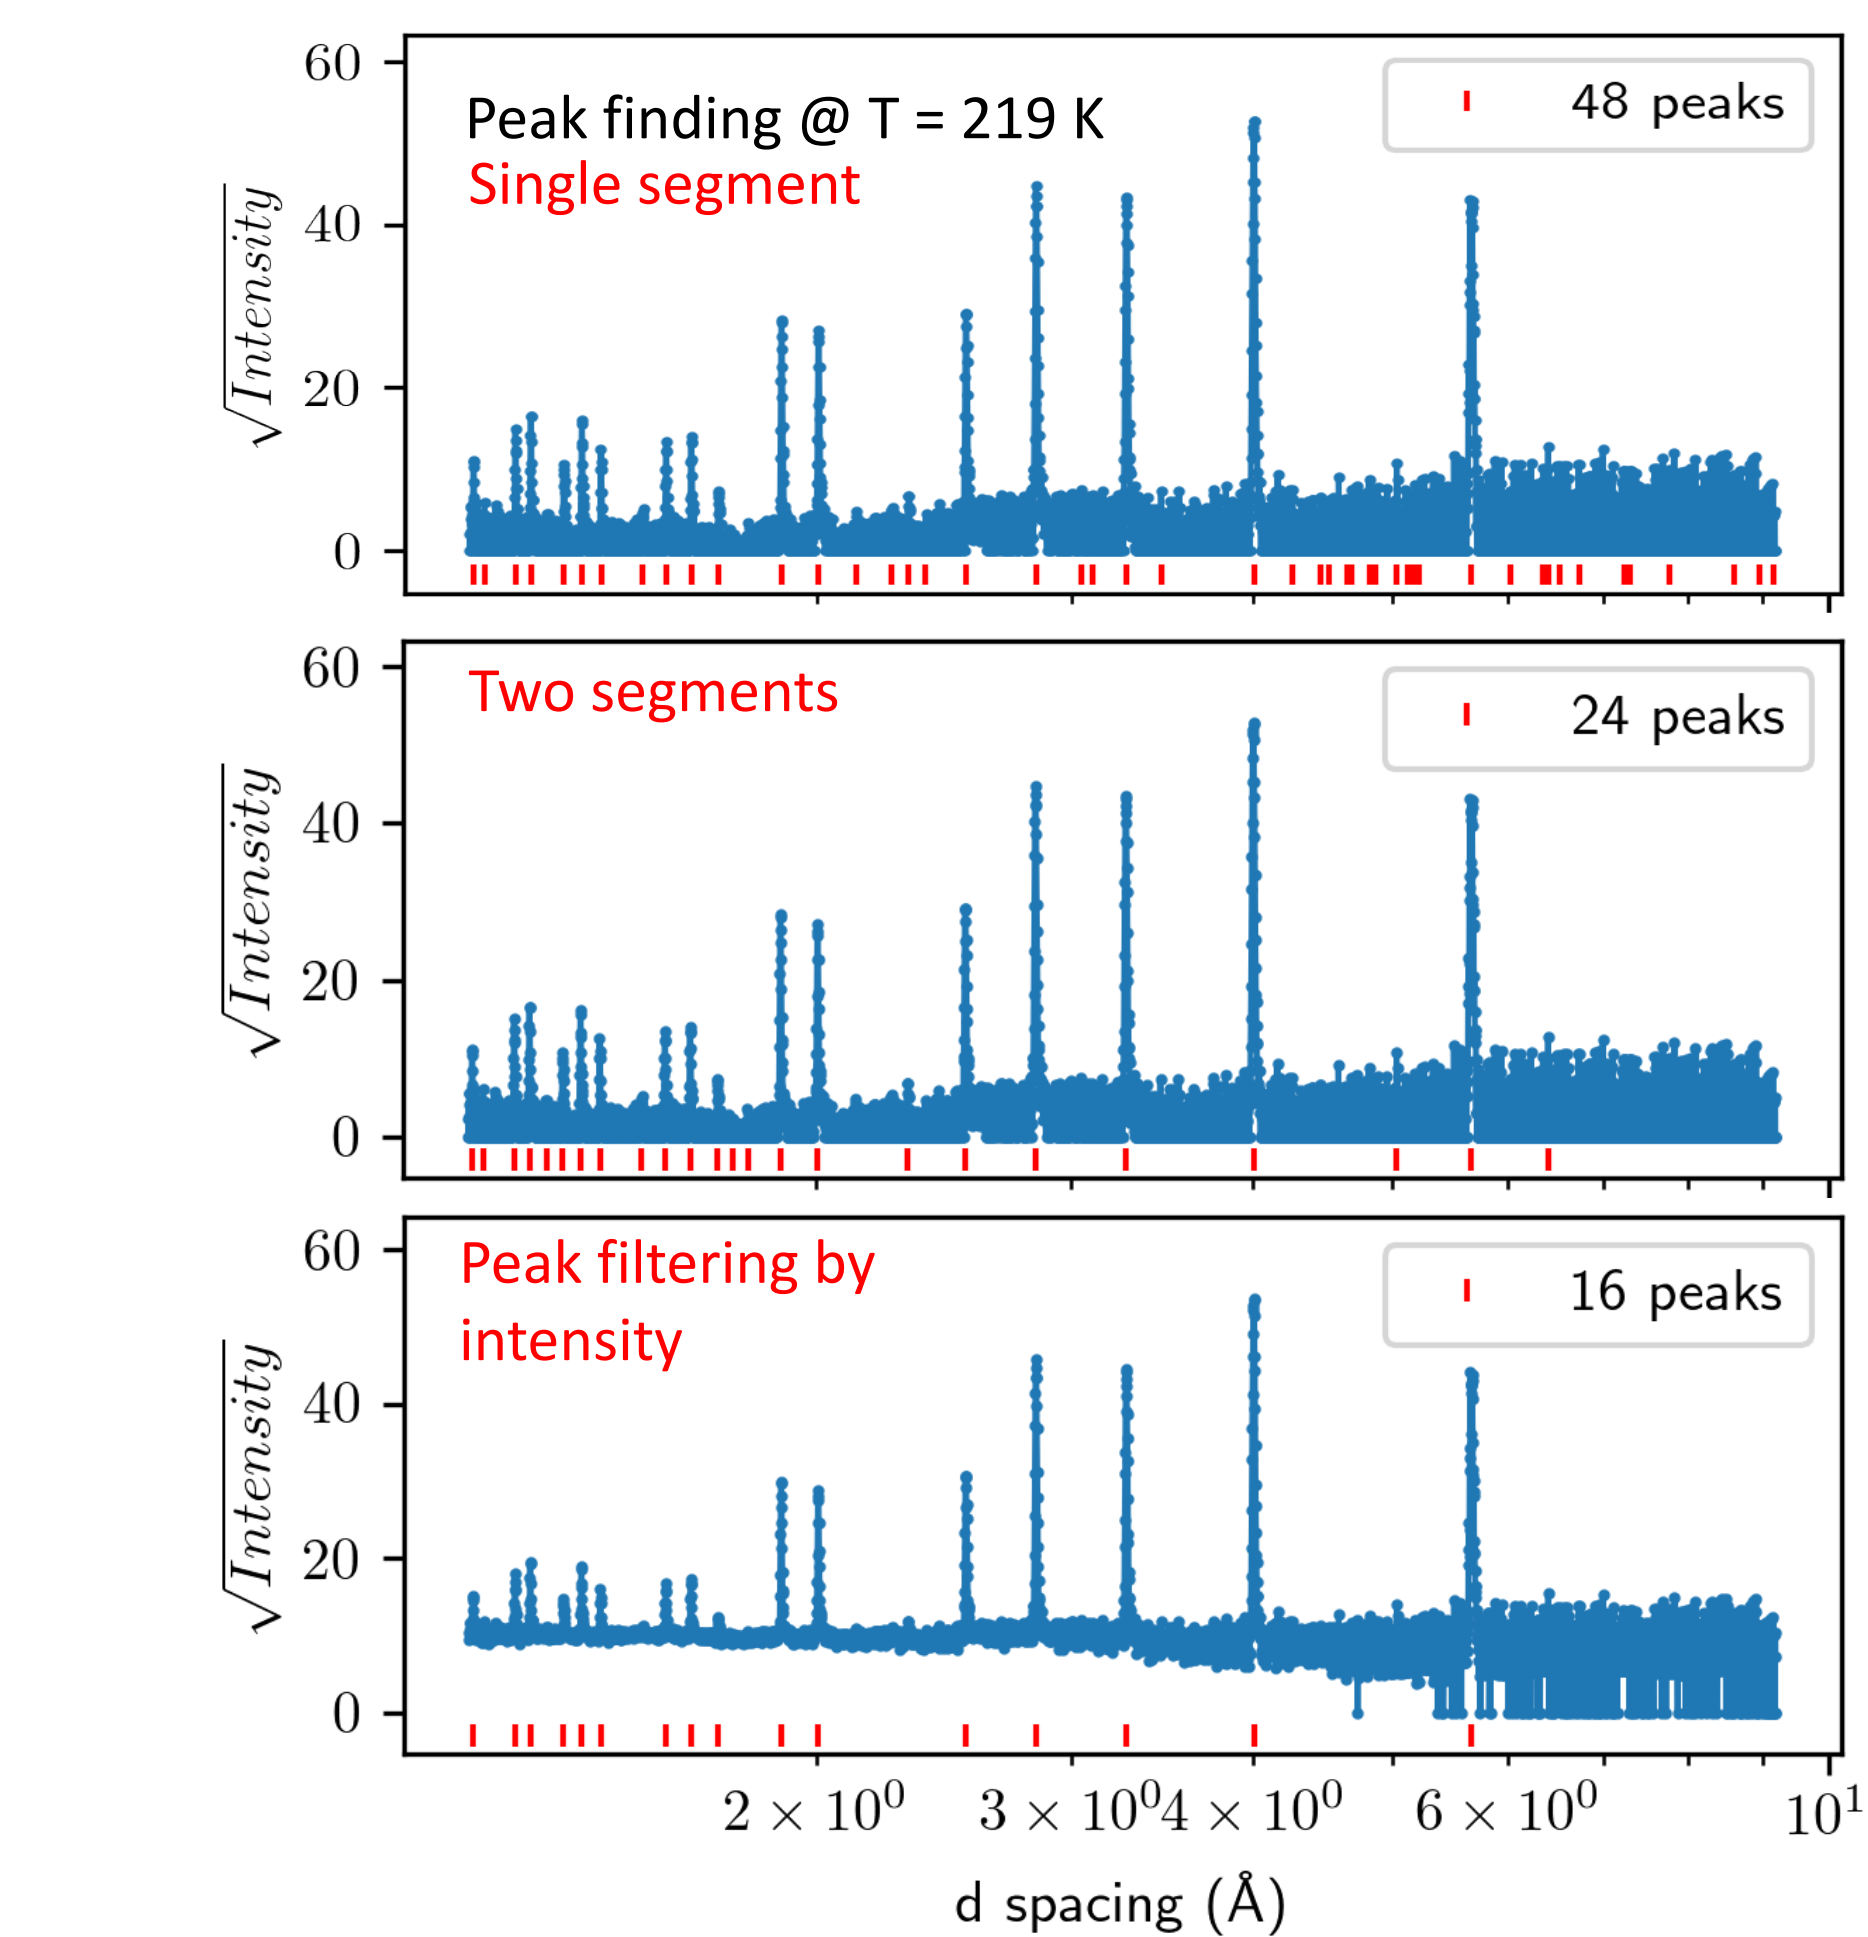 60
40
20
0
√Intensity
Peak finding @ T = 219 K
Single segment
48 peaks
60
40
20
0
√Intensity
Two segments
24 peaks
60
40
20
0
√Intensity
Peak filtering by
intensity
16 peaks
2 × 10⁰ 3 × 10⁰ 4 × 10⁰ 6 × 10⁰ 10¹
d spacing (Å)